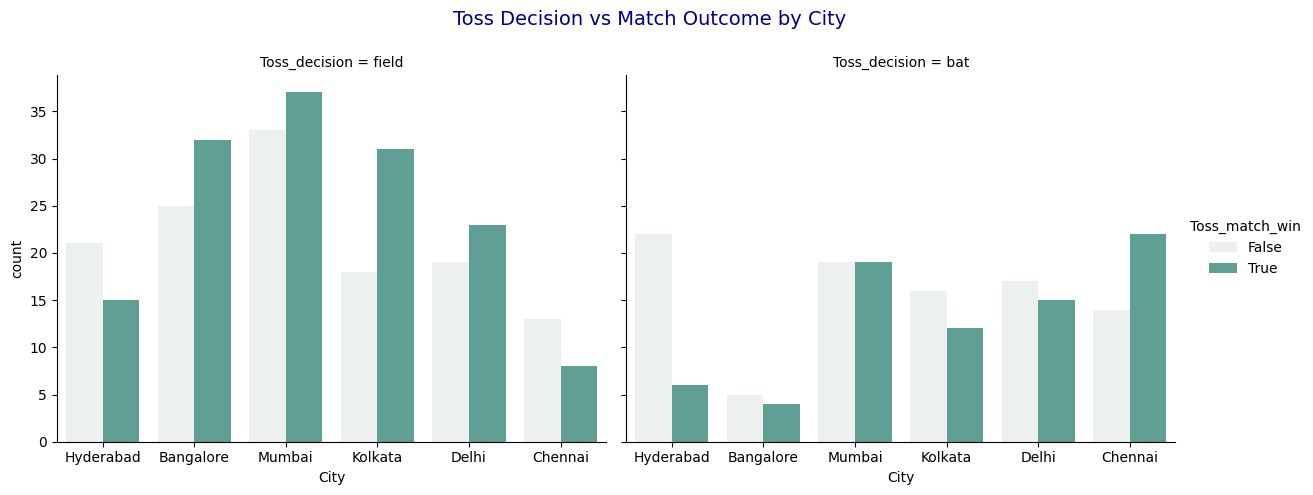 Toss Decision vs Match Outcome by City
Toss_decision = field
Toss_decision = bat
35
30
25
20
15
10
5
0
count
Hyderabad Bangalore Mumbai Kolkata Delhi Chennai
City
Hyderabad Bangalore Mumbai Kolkata Delhi Chennai
City
Toss_match_win
False
True